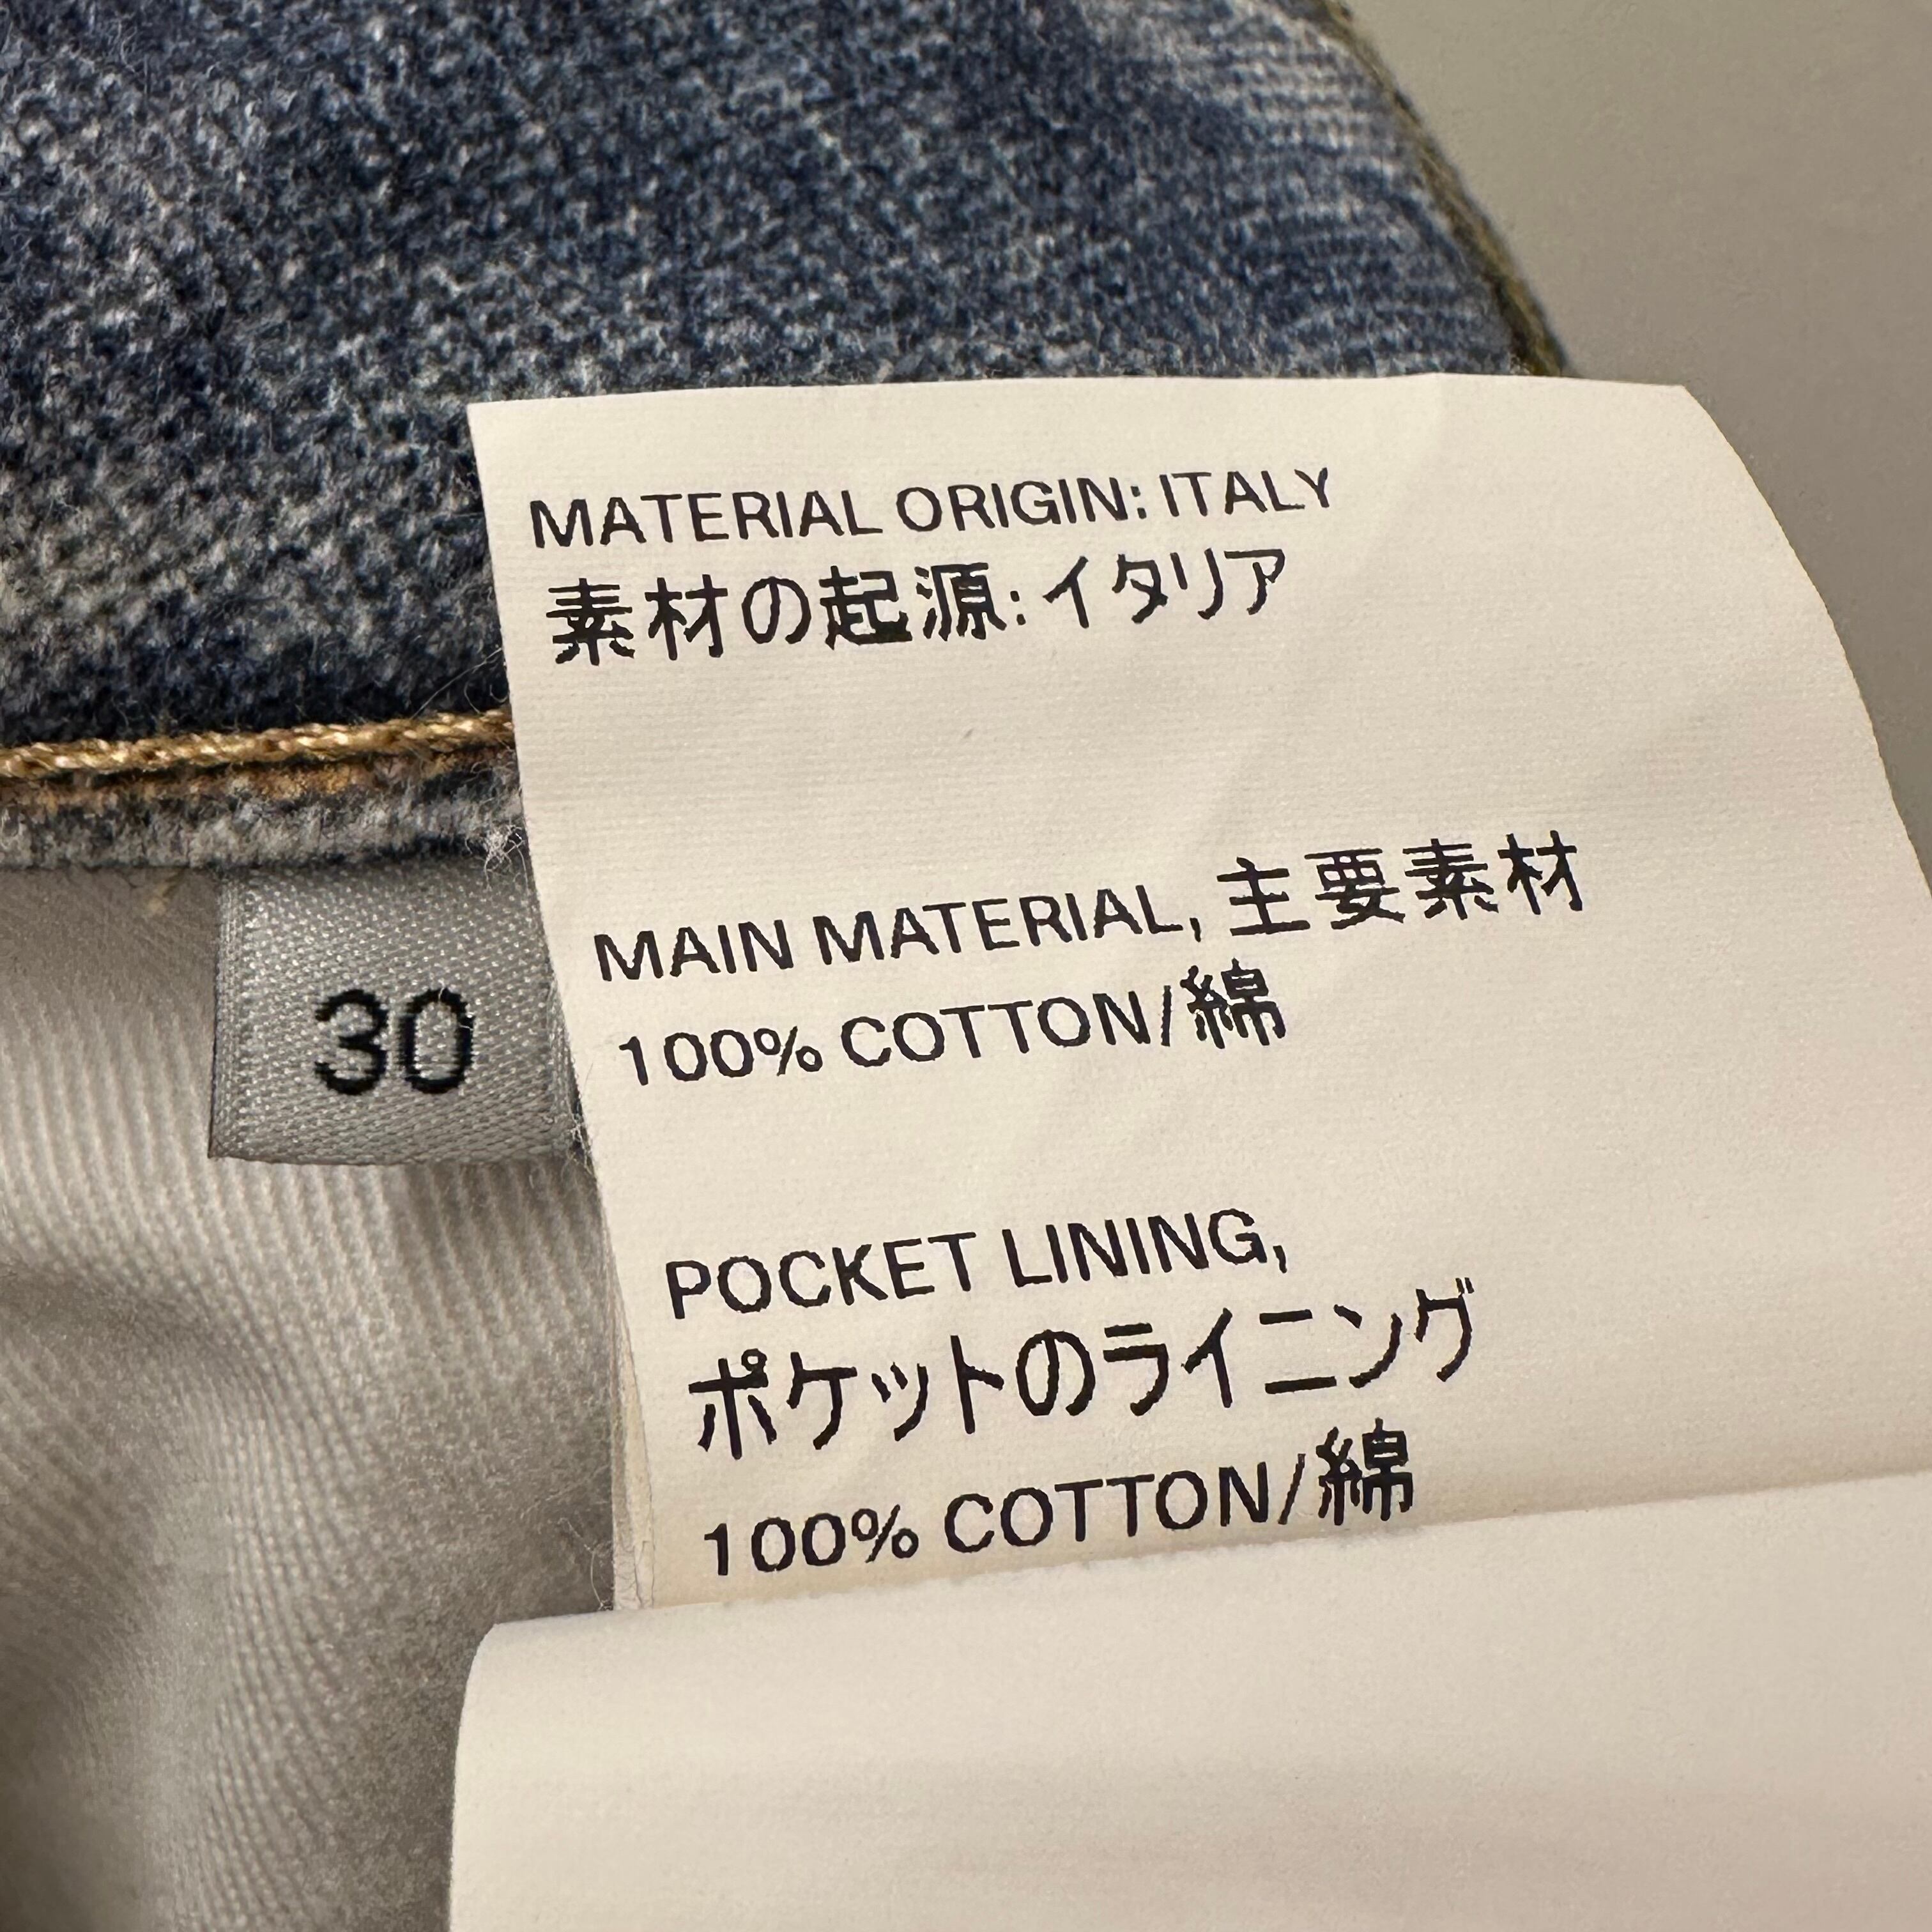 MATERIAL ORIGIN: ITALY
素材の起源: イタリア
MAIN MATERIAL, 主要素材
100% COTTON/綿
30
POCKET LINING,
ポケットのライニング
100% COTTON/綿